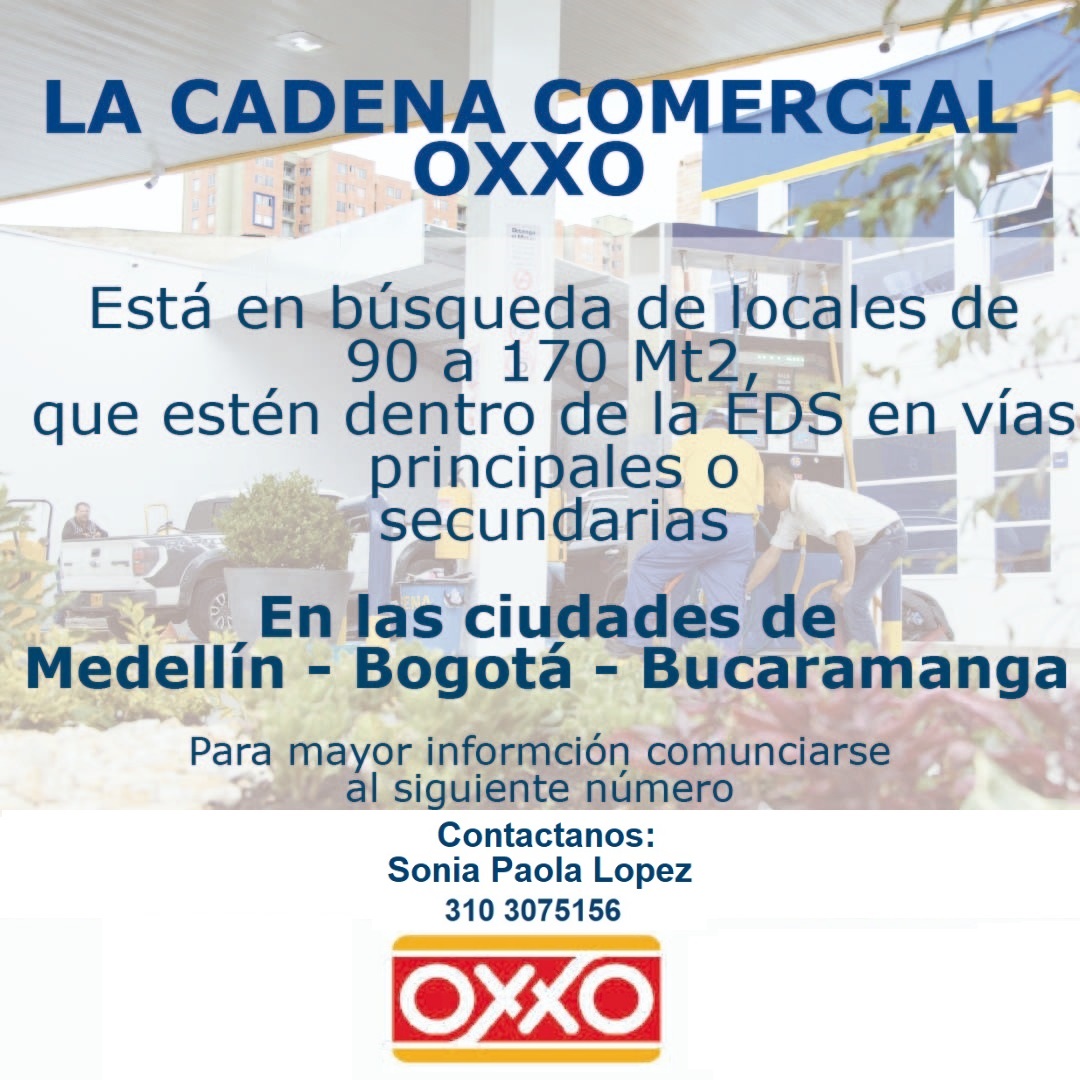 LA CADENA COMERCIAL
OXXO
Está en búsqueda de locales de
90 a 170 Mt2,
que estén dentro de la EDS en vías
principales o
secundarias
En las ciudades de
Medellín - Bogotá - Bucaramanga
Para mayor informción comunciarse
al siguiente número
Contactanos:
Sonia Paola Lopez
310 3075156
OXXO